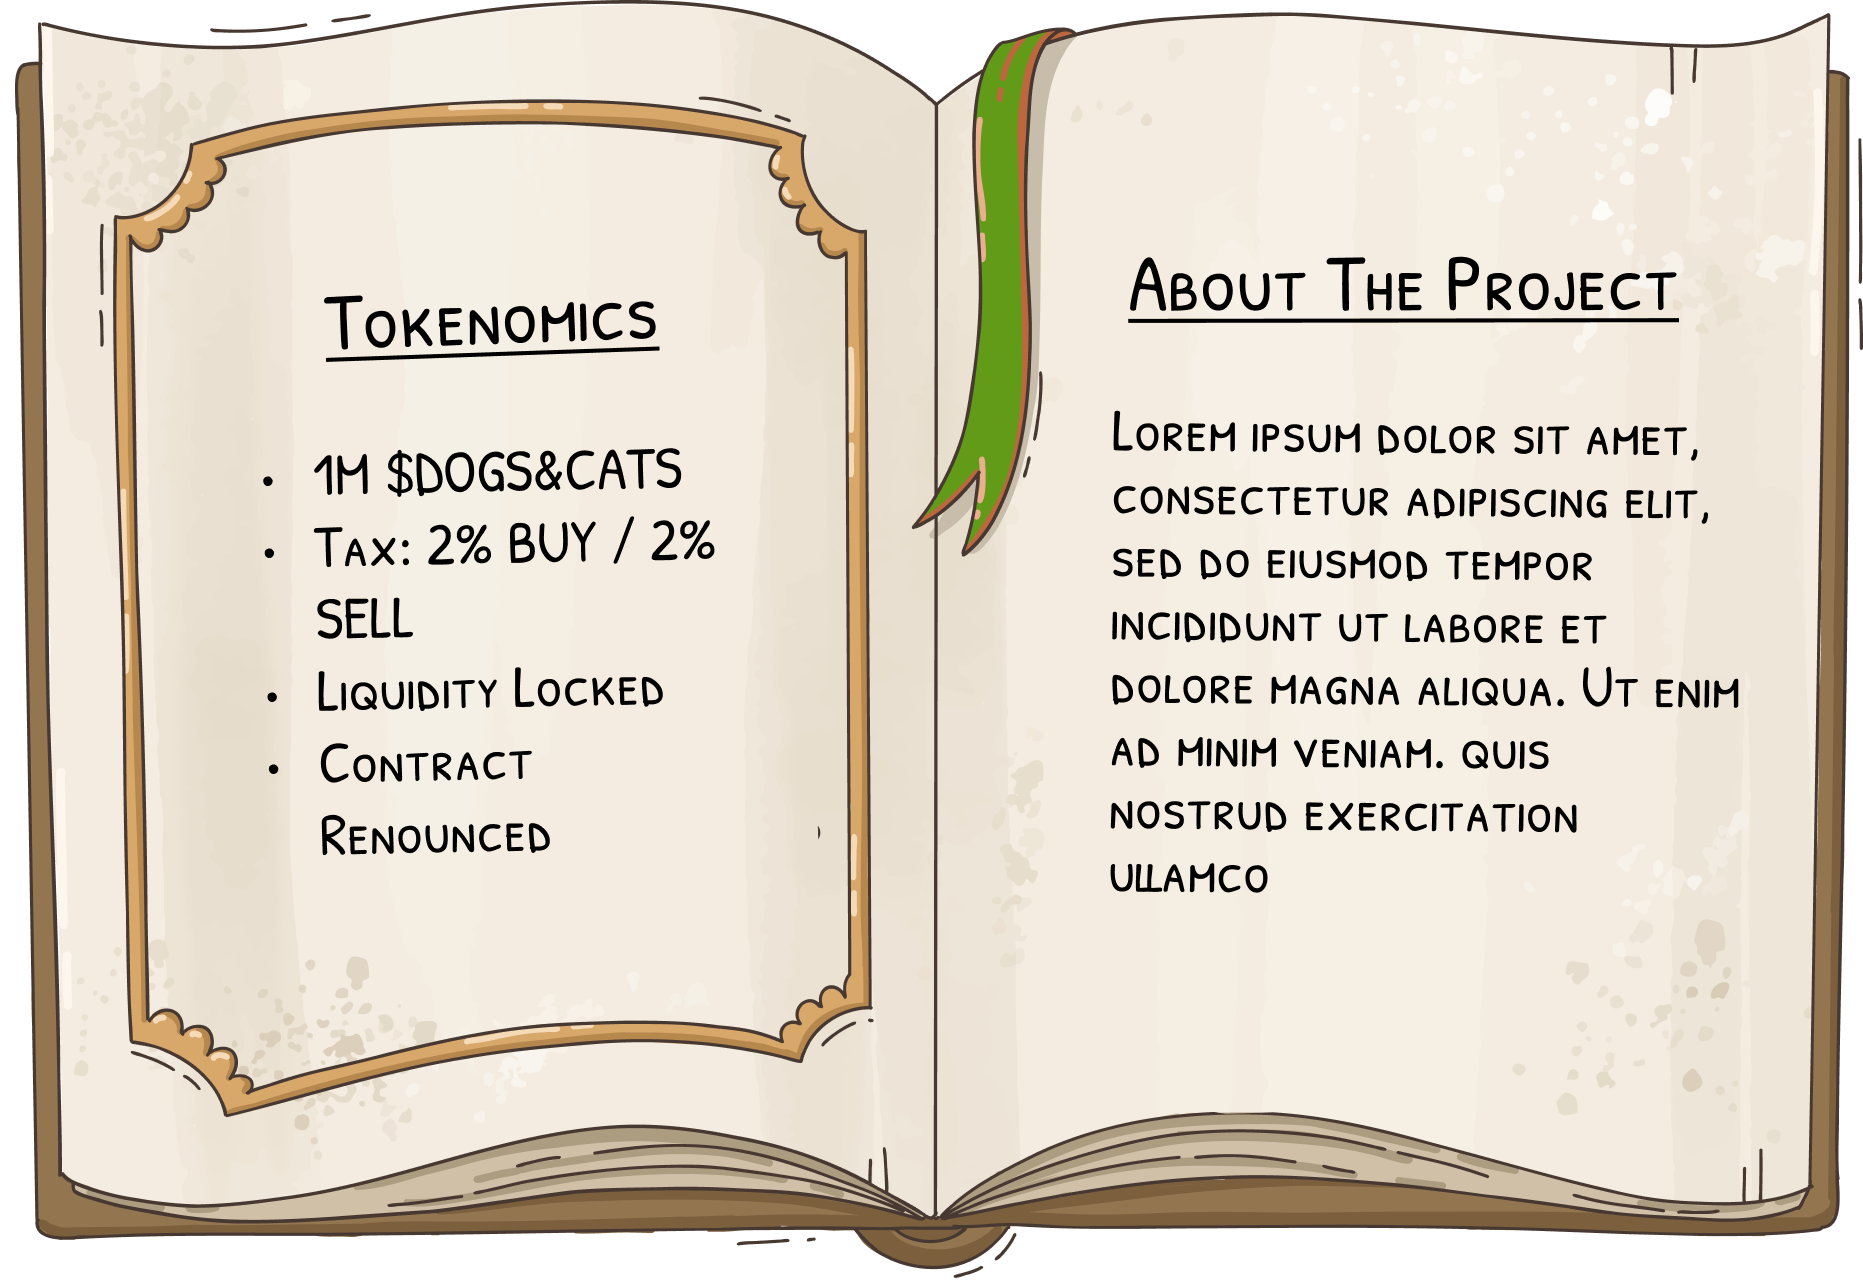 Tokenomics
• 1M $DOGS&CATS
• Tax: 2% BUY / 2%
SELL
• Liquidity Locked
• Contract
Renounced
About The Project
Lorem ipsum dolor sit amet,
consectetur adipiscing elit,
sed do eiusmod tempor
incididunt ut labore et
dolore magna aliqua. Ut enim
ad minim veniam. quis
nostrud exercitation
ullamco